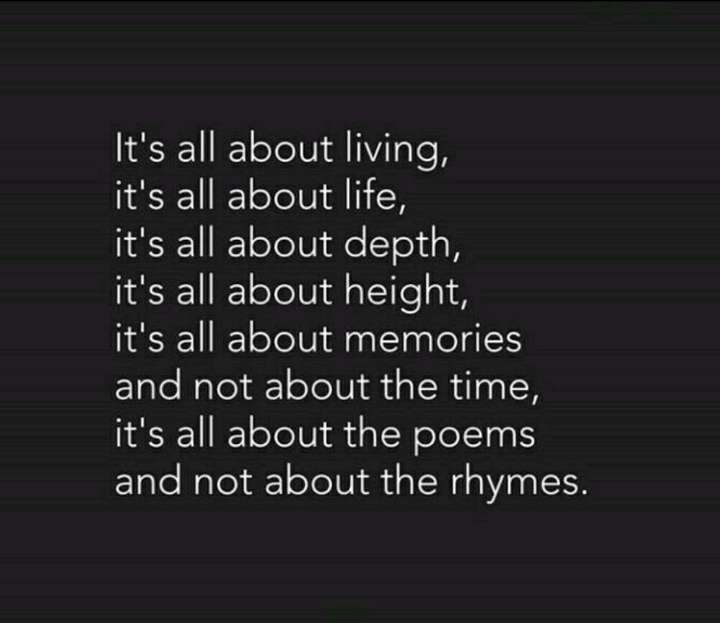 It's all about living,
it's all about life,
it's all about depth,
it's all about height,
it's all about memories
and not about the time,
it's all about the poems
and not about the rhymes.